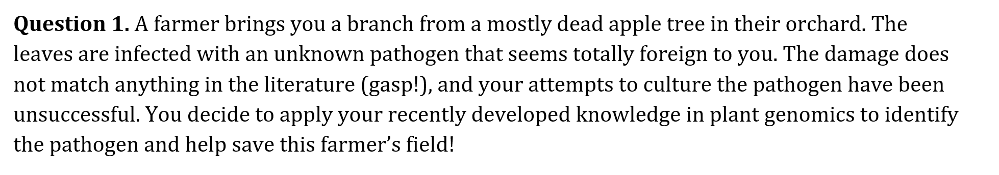 Question 1. A farmer brings you a branch from a mostly dead apple tree in their orchard. The
leaves are infected with an unknown pathogen that seems totally foreign to you. The damage does
not match anything in the literature (gasp!), and your attempts to culture the pathogen have been
unsuccessful. You decide to apply your recently developed knowledge in plant genomics to identify
the pathogen and help save this farmer’s field!